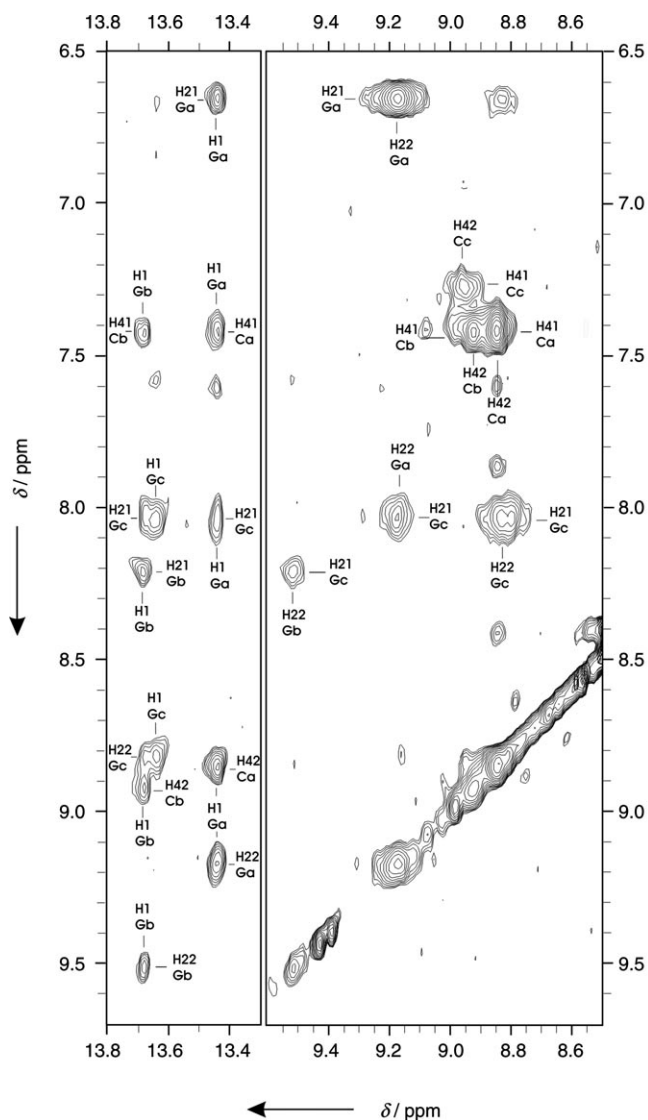 13.8 13.6 13.4 9.4 9.2 9.0 8.8 8.6
6.5 6.5
H21
Ga
H1
Ga
H21
Ga
H22
Ga
7.0 7.0
H1
Gb
H1
Ga
H42
Cc
H41
Cc
H41
Cb
H41
Ca
H41
Cb
H41
Ca
7.5 7.5
H42
Cb
H42
Ca
H1
Gc
H22
Ga
8.0 8.0
H21
Gc
H21
Gc
H21
Gc
H21
Gc
H1
Ga
H22
Gc
H21
Gb
H1
Gb
H21
Gc
H22
Gb
8.5 8.5
H1
Gc
H22
Gc
H42
Cb
H42
Ca
9.0 9.0
H1
Gb
H1
Ga
H22
Ga
H1
Gb
9.5 9.5
H22
Gb
13.8 13.6 13.4 9.4 9.2 9.0 8.8 8.6
δ / ppm
δ / ppm